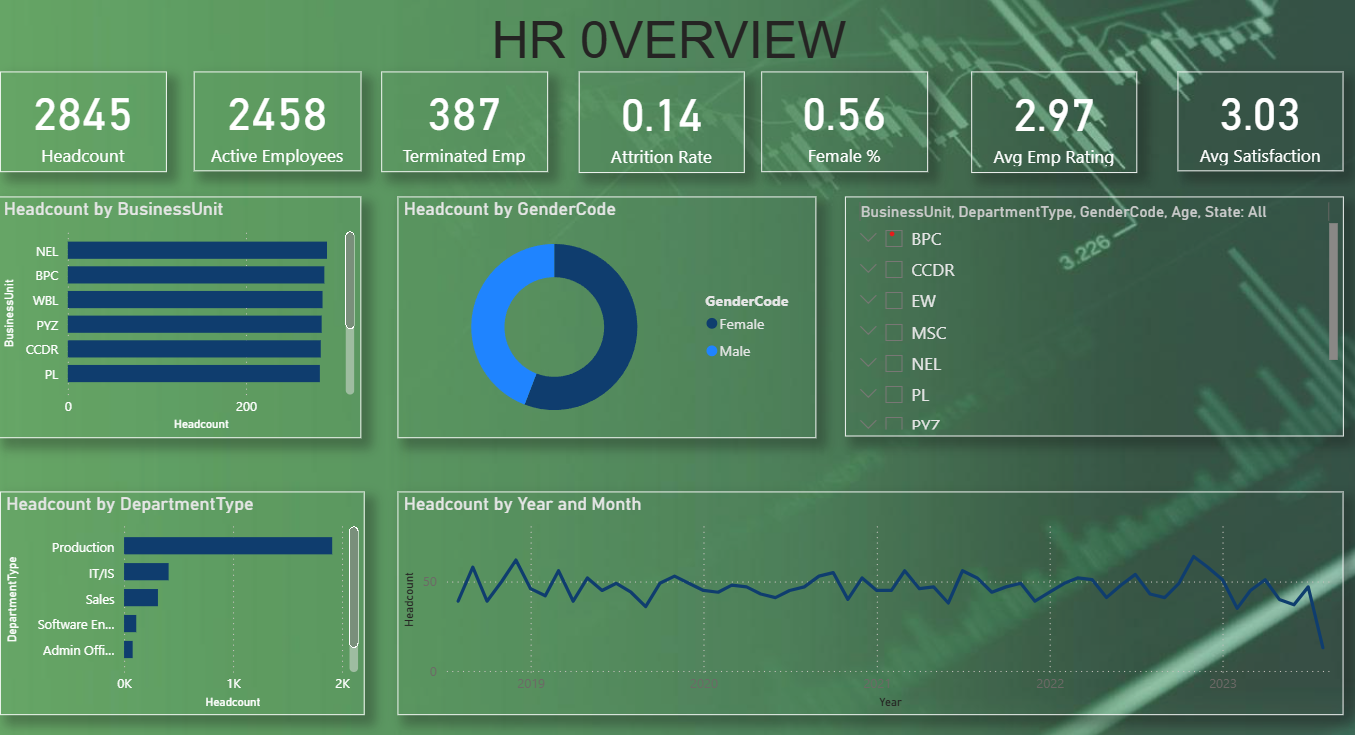 HR 0VERVIEW
2845
Headcount
2458
Active Employees
387
Terminated Emp
0.14
Attrition Rate
0.56
Female %
2.97
Avg Emp Rating
3.03
Avg Satisfaction
Headcount by BusinessUnit
BusinessUnit
NEL
BPC
WBL
PYZ
CCDR
PL
0
200
Headcount
Headcount by GenderCode
GenderCode
Female
Male
BusinessUnit, DepartmentType, GenderCode, Age, State: All
BPC
CCDR
EW
MSC
NEL
PL
PYZ
3.226
Headcount by DepartmentType
DepartmentType
Production
IT/IS
Sales
Software En...
Admin Offi...
0K
1K
2K
Headcount
Headcount by Year and Month
Headcount
50
0
2019
2020
2021
2022
2023
Year